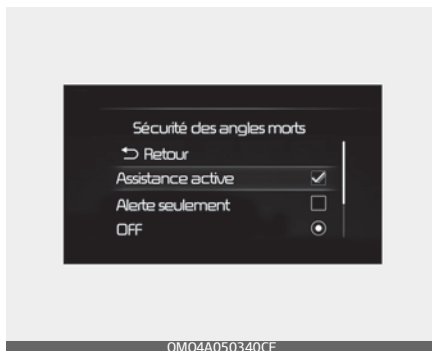 Sécurité des angles morts
Retour
Assistance active
Alerte seulement
OFF
OMQ4A050340CF